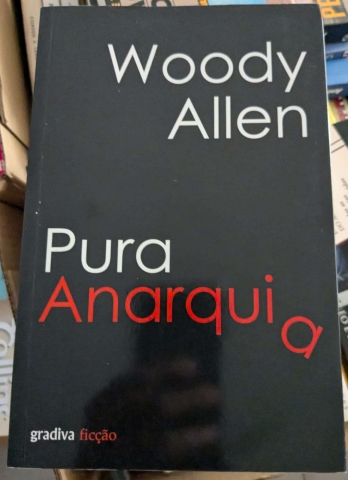 Woody
Allen
Pura
Anarquia
gradiva ficção